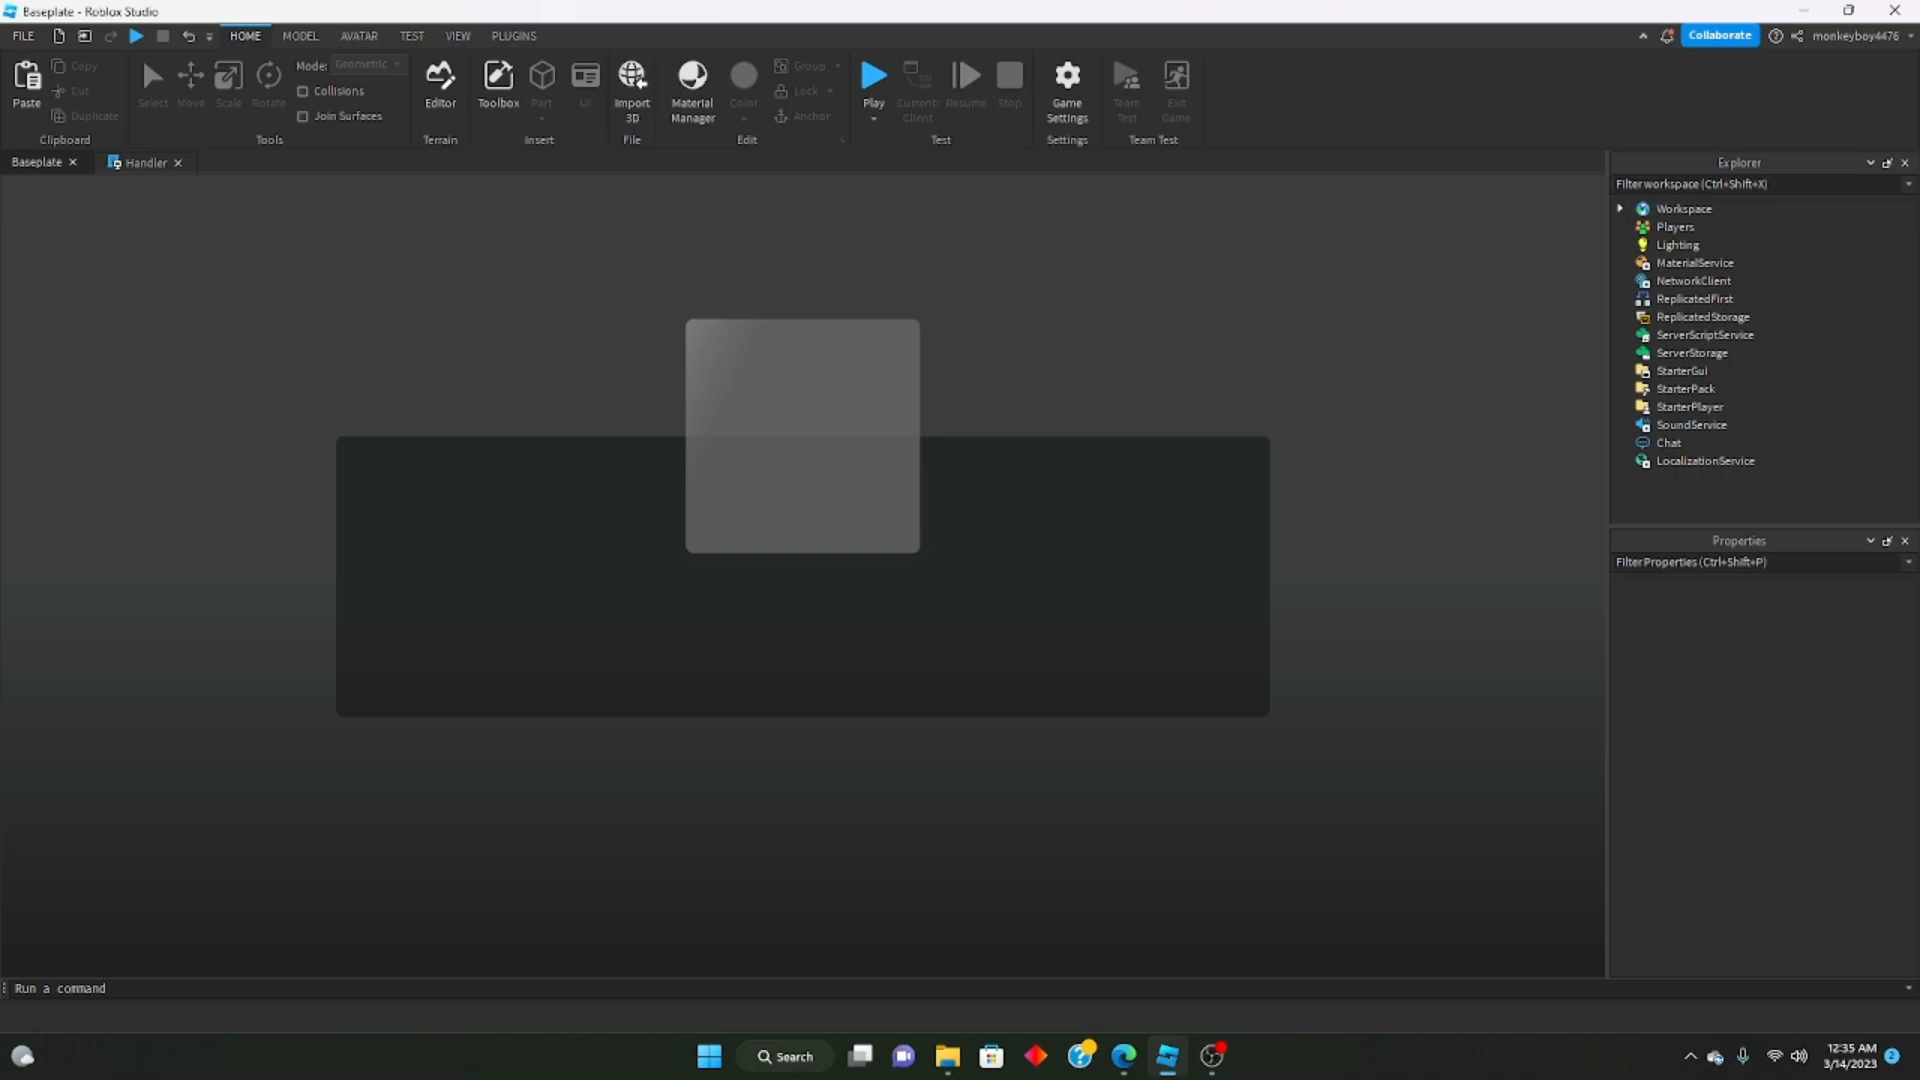 Baseplate - Roblox Studio
FILE HOME MODEL AVATAR TEST VIEW PLUGINS Collaborate monkeyboy4476
Paste Copy Cut Duplicate Clipboard
Select Move Scale Rotate Mode: Geometric Collisions Join Surfaces Tools
Editor Terrain
Toolbox Part UI Insert
Import 3D File
Material Manager Color Group Lock Anchor Edit
Play Current Client Resume Stop Test
Game Settings Settings
Team Test Exit Game Team Test
Baseplate Handler
Explorer
Filter workspace (Ctrl+Shift+X)
Workspace
Players
Lighting
MaterialService
NetworkClient
ReplicatedFirst
ReplicatedStorage
ServerScriptService
ServerStorage
StarterGui
StarterPack
StarterPlayer
SoundService
Chat
LocalizationService
Properties
Filter Properties (Ctrl+Shift+P)
Run a command
Search
12:35 AM
3/14/2023
2